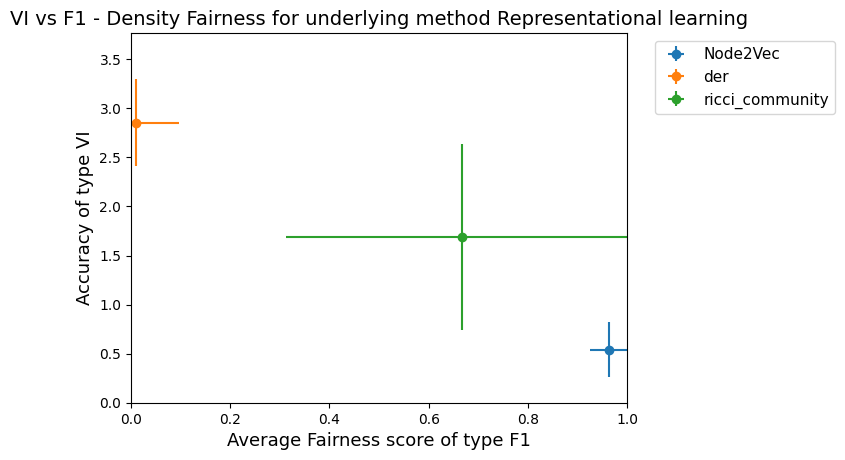 VI vs F1 - Density Fairness for underlying method Representational learning
3.5
3.0
2.5
2.0
1.5
1.0
0.5
0.0
Accuracy of type VI
0.0 0.2 0.4 0.6 0.8 1.0
Average Fairness score of type F1
Node2Vec
der
ricci_community